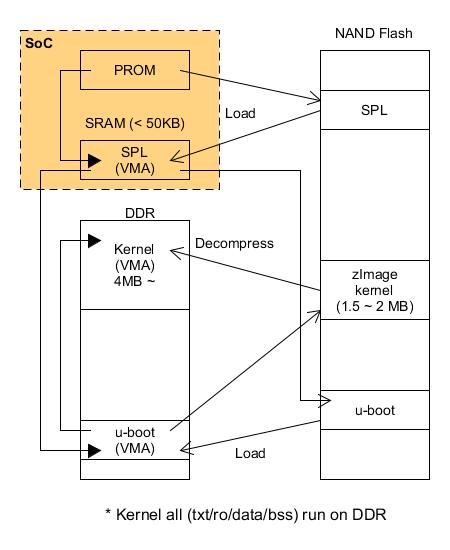 NAND Flash
SoC
PROM
SPL
Load
SRAM (< 50KB)
SPL
(VMA)
DDR
Kernel
(VMA)
4MB ~
Decompress
zImage
kernel
(1.5 ~ 2 MB)
u-boot
u-boot
(VMA)
Load
* Kernel all (txt/ro/data/bss) run on DDR